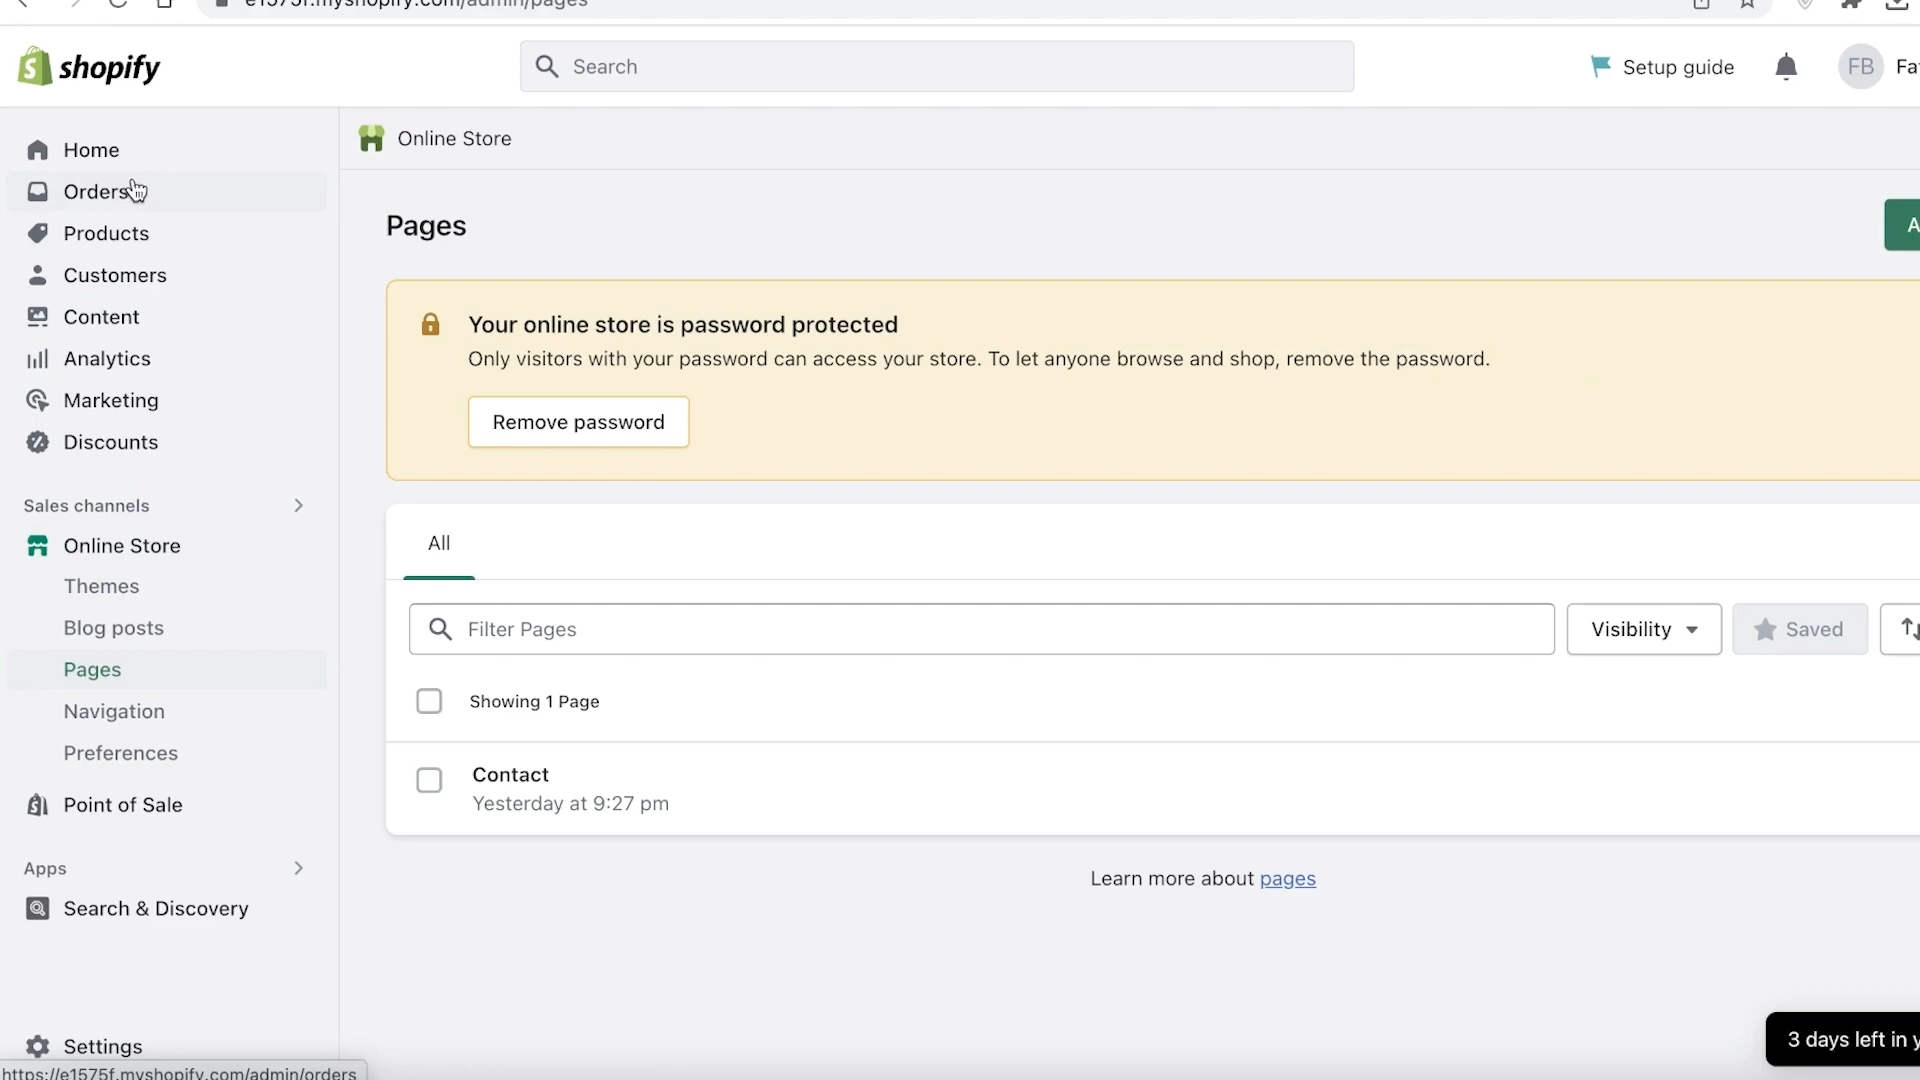 shopify
Search
Setup guide
FB
Home
Online Store
Orders
Pages
Products
Customers
Content
Your online store is password protected
Analytics
Only visitors with your password can access your store. To let anyone browse and shop, remove the password.
Marketing
Remove password
Discounts
Sales channels
Online Store
All
Themes
Blog posts
Filter Pages
Visibility
Saved
Pages
Showing 1 Page
Navigation
Preferences
Contact
Yesterday at 9:27 pm
Point of Sale
Apps
Learn more about pages
Search & Discovery
3 days left in
Settings
https://e1575f.myshopify.com/admin/orders